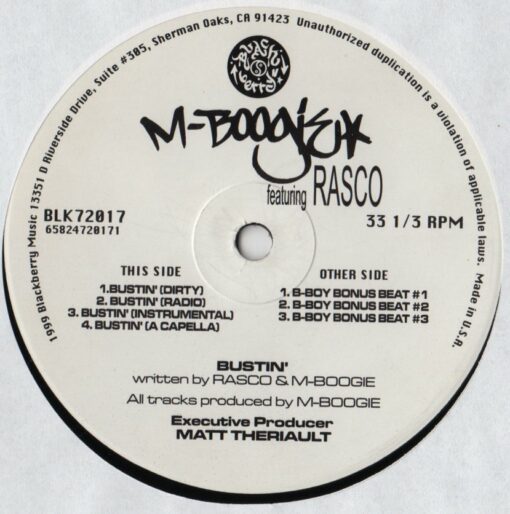 1999 Blackberry Music 13351 D Riverside Drive, Suite #305, Sherman Oaks, CA 91423 Unauthorized duplication is a violation of applicable laws. Made in U.S.A.
M-BOOGIE
featuring RASCO
BLK72017
65824720171
33 1/3 RPM
THIS SIDE
1.BUSTIN' (DIRTY)
2. BUSTIN' (RADIO)
3. BUSTIN' (INSTRUMENTAL)
4. BUSTIN' (A CAPELLA)
OTHER SIDE
1. B-BOY BONUS BEAT #1
2. B-BOY BONUS BEAT #2
3. B-BOY BONUS BEAT #3
BUSTIN'
written by RASCO & M-BOOGIE
All tracks produced by M-BOOGIE
Executive Producer
MATT THERIAULT